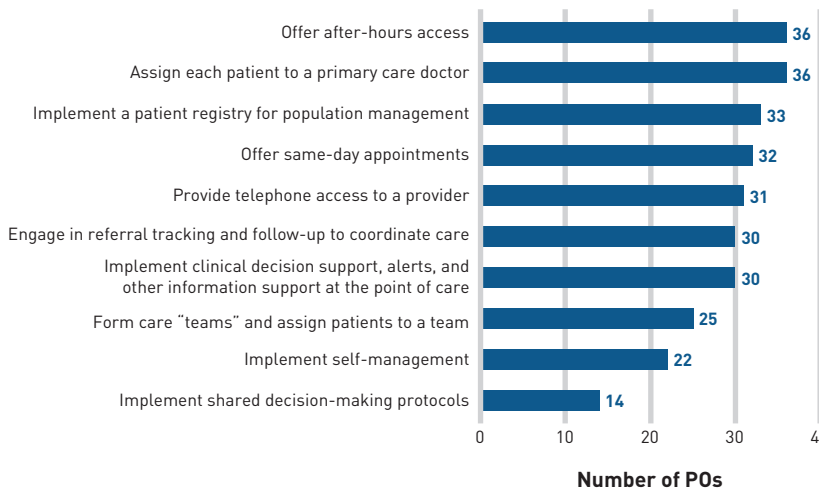 Offer after-hours access 36
Assign each patient to a primary care doctor 36
Implement a patient registry for population management 33
Offer same-day appointments 32
Provide telephone access to a provider 31
Engage in referral tracking and follow-up to coordinate care 30
Implement clinical decision support, alerts, and
other information support at the point of care 30
Form care “teams” and assign patients to a team 25
Implement self-management 22
Implement shared decision-making protocols 14
0 10 20 30 4
Number of POs